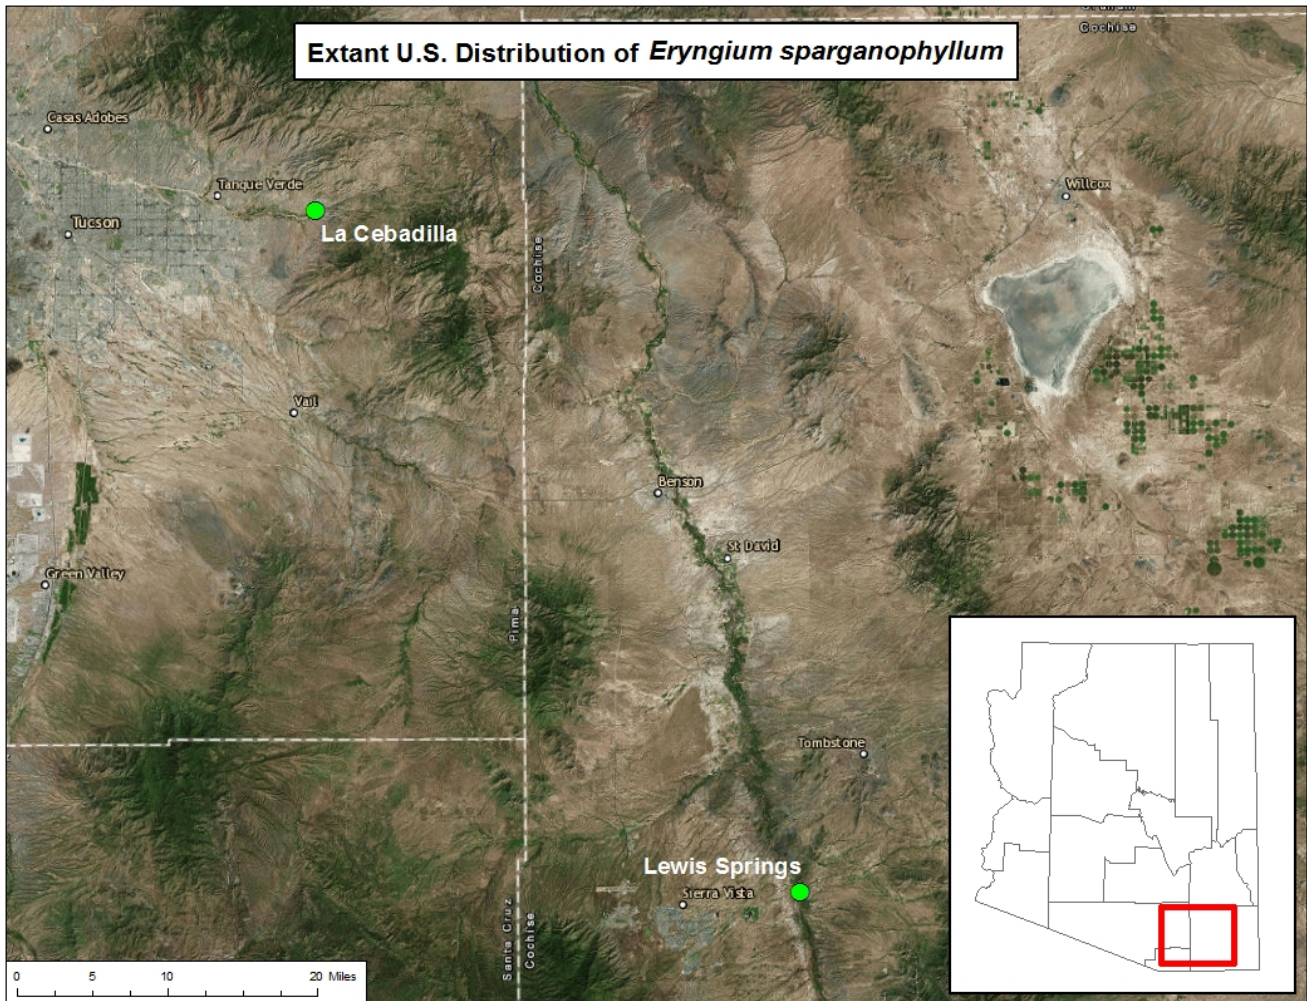 Graham
Cochise
Extant U.S. Distribution of Eryngium sparganophyllum
Casas Adobes
Tanque Verde
La Cebadilla
Tucson
Willcox
Cochise
Vail
Benson
St David
Green Valley
Pima
Tombstone
Lewis Springs
Sierra Vista
Santa Cruz
Cochise
0 5 10 20 Miles